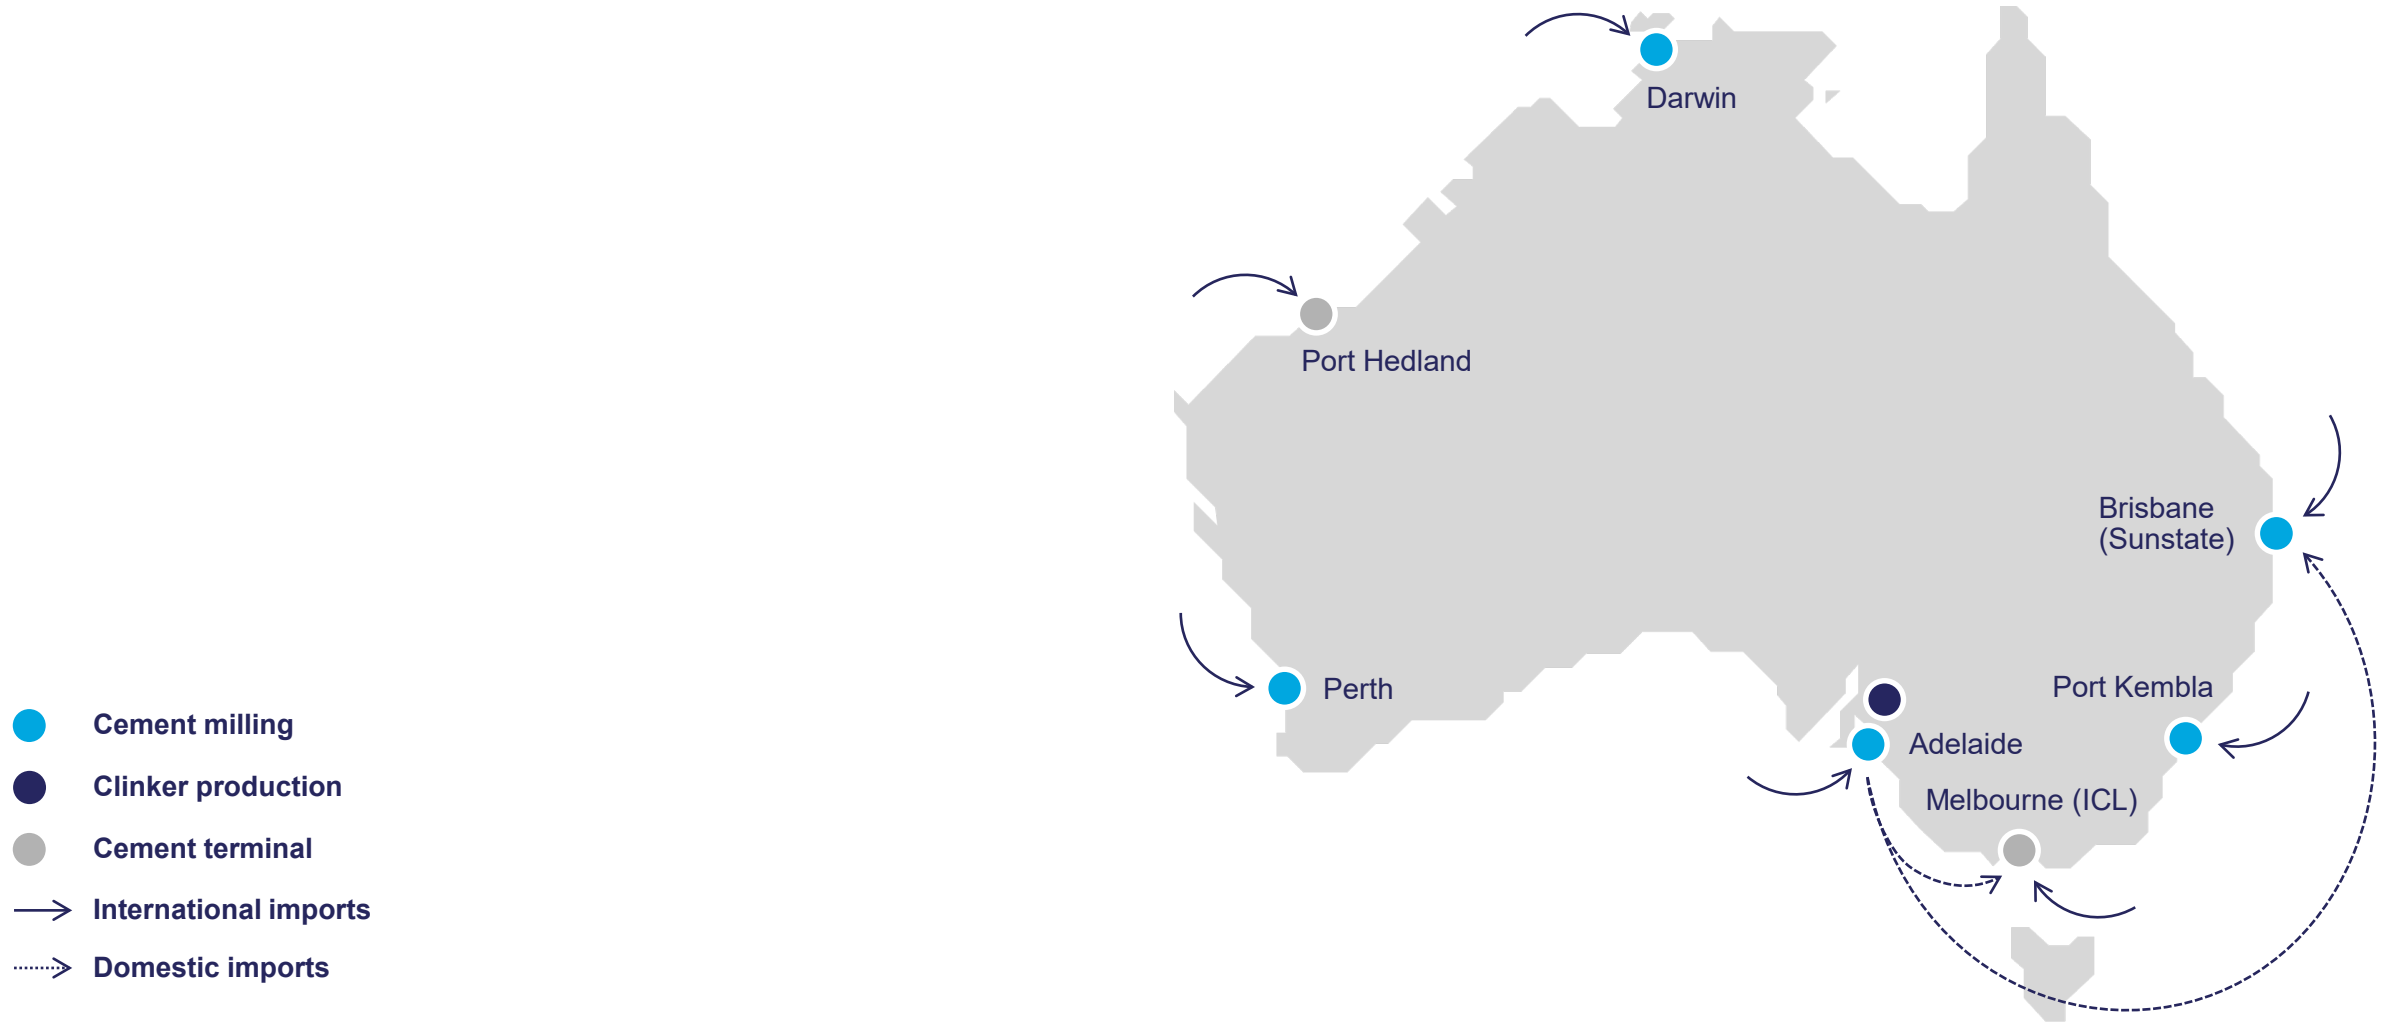 Darwin
Port Hedland
Brisbane
(Sunstate)
Perth
Port Kembla
Adelaide
Melbourne (ICL)
Cement milling
Clinker production
Cement terminal
International imports
Domestic imports